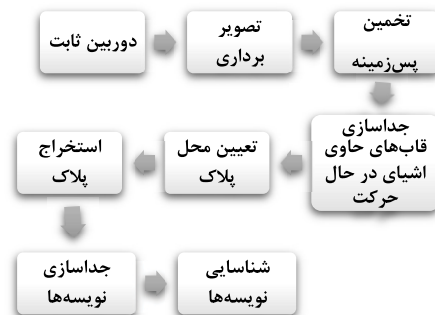 دوربین ثابت
تصویر
برداری
تخمین
پس‌زمینه
جداسازی
قاب‌های حاوی
اشیای در حال
حرکت
تعیین محل
پلاک
استخراج
پلاک
جداسازی
نویسه‌ها
شناسایی
نویسه‌ها